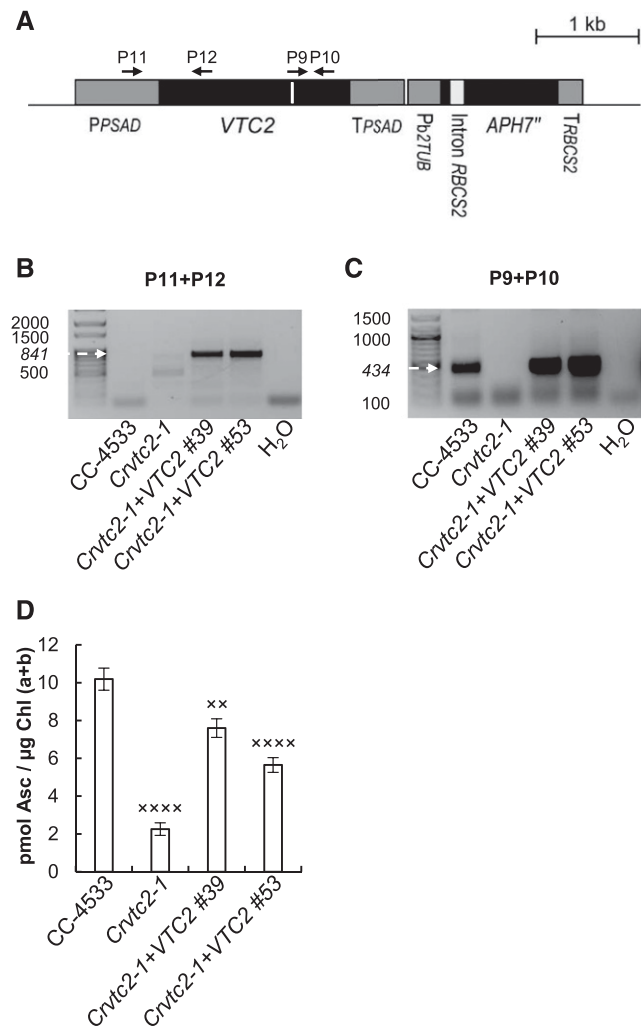 A
1 kb
P11 P12 P9 P10
PPSAD VTC2 TPSAD Pb2TUB Intron RBCS2 APH7" TRBCS2
B
P11+P12
2000
1500
841
500
CC-4533
Crvtc2-1
Crvtc2-1+VTC2 #39
Crvtc2-1+VTC2 #53
H2O
C
P9+P10
1500
1000
434
100
CC-4533
Crvtc2-1
Crvtc2-1+VTC2 #39
Crvtc2-1+VTC2 #53
H2O
D
pmol Asc / µg Chl (a+b)
12
10
8
6
4
2
0
××××
××
××××
CC-4533
Crvtc2-1
Crvtc2-1+VTC2 #39
Crvtc2-1+VTC2 #53